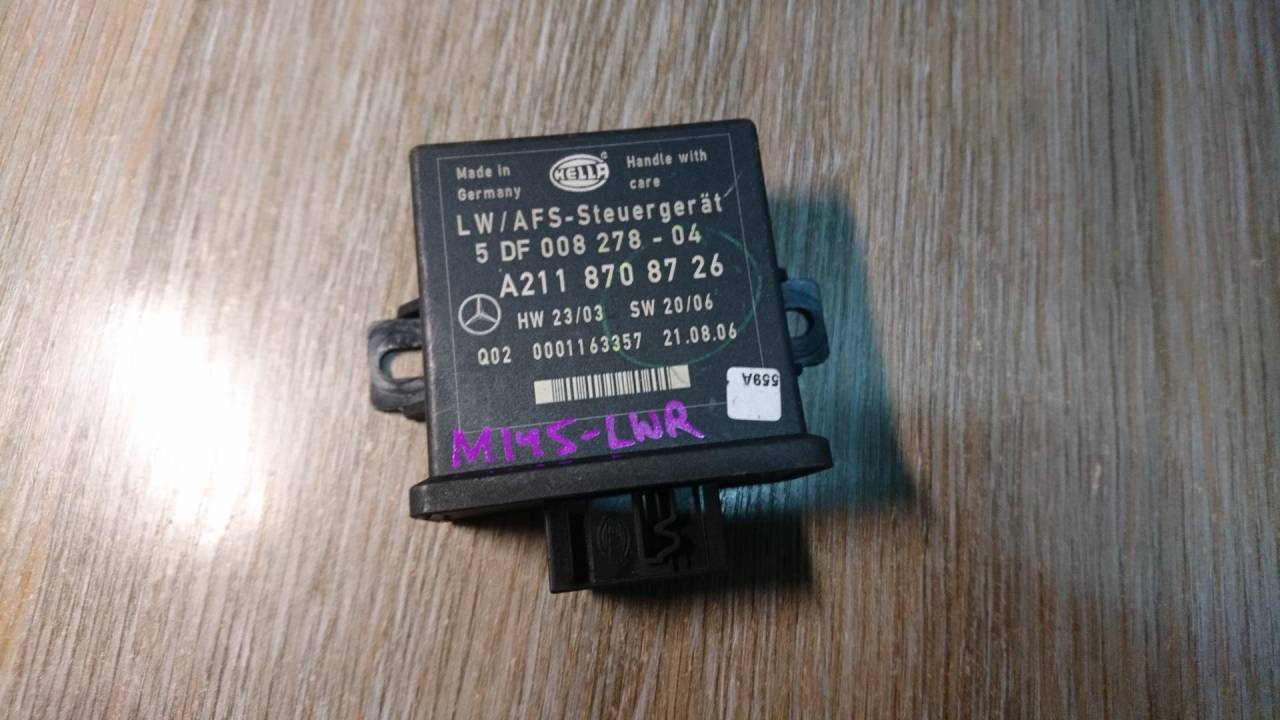 Made in
Germany
HELLA
Handle with
care
LW/AFS-Steuergerät
5 DF 008 278 - 04
A211 870 87 26
HW 23/03 SW 20/06
Q02 0001163357 21.08.06
559A
M145-LWR